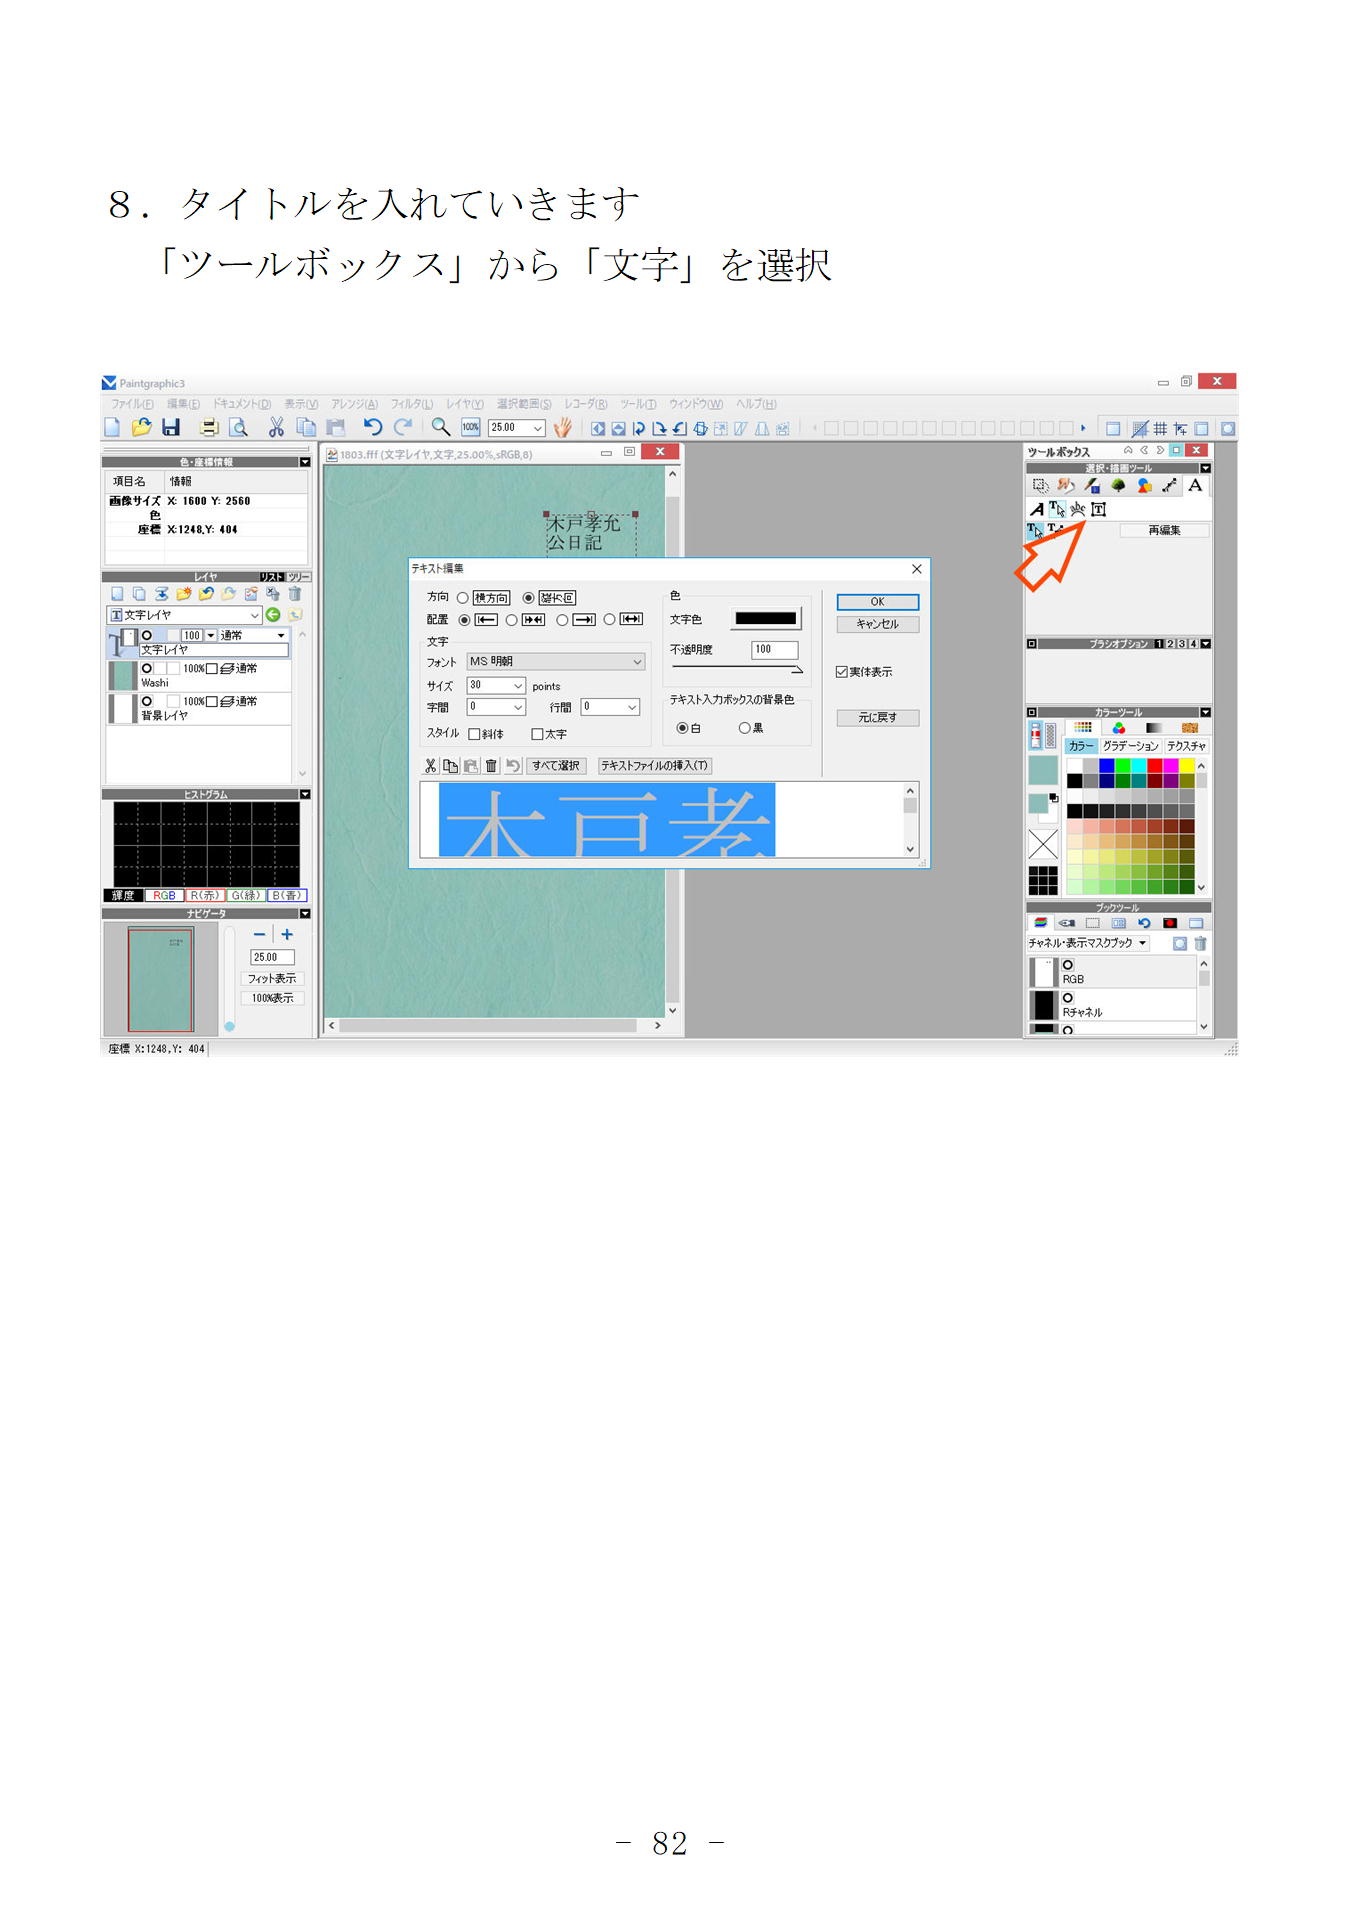 ８．タイトルを入れていきます
「ツールボックス」から「文字」を選択
Paintgraphic3
ファイル(F) 編集(E) ドキュメント(D) 表示(V) アレンジ(A) フィルタ(L) レイヤ(Y) 選択範囲(S) レコーダ(R) ツール(T) ウィンドウ(W) ヘルプ(H)
100% 25.00
色・座標情報
項目名 情報
画像サイズ X: 1600 Y: 2560
色
座標 X:1248,Y: 404
レイヤ リスト ツリー
文字レイヤ
100 通常
文字レイヤ
100% 通常
Washi
100% 通常
背景レイヤ
ヒストグラム
輝度 RGB R(赤) G(緑) B(青)
ナビゲータ
25.00
フィット表示
100%表示
座標 X:1248,Y: 404
1803.fff (文字レイヤ,文字,25.00%,sRGB,8)
木戸孝允
公日記
テキスト編集
方向 横方向
配置
文字
フォント MS 明朝
サイズ 30 points
字間 0 行間 0
スタイル 斜体 太字
色
文字色
不透明度 100
テキスト入力ボックスの背景色
白 黒
OK
キャンセル
実体表示
元に戻す
すべて選択 テキストファイルの挿入(T)
木戸孝
ツールボックス
選択・描画ツール
再編集
ブラシオプション 1 2 3 4
カラーツール
カラー グラデーション テクスチャ
ブックツール
チャネル・表示マスクブック
RGB
Rチャネル
- 82 -